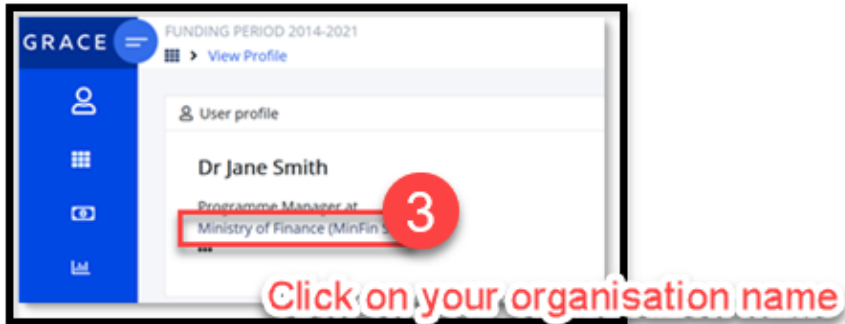 GRACE
FUNDING PERIOD 2014-2021
> View Profile
User profile
Dr Jane Smith
Programme Manager at
Ministry of Finance (MinFin
3
Click on your organisation name